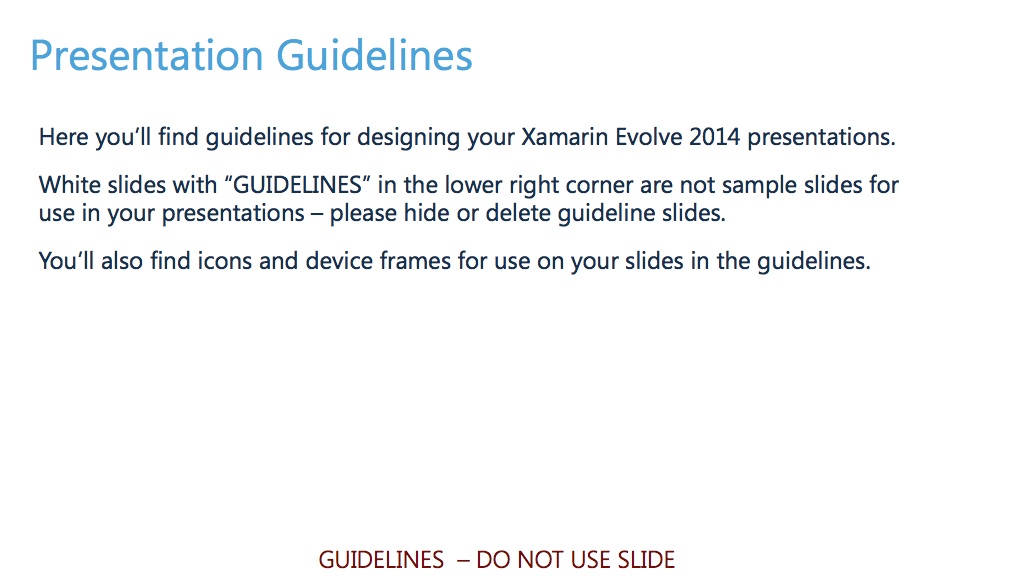 Presentation Guidelines
Here you’ll find guidelines for designing your Xamarin Evolve 2014 presentations.
White slides with “GUIDELINES” in the lower right corner are not sample slides for
use in your presentations – please hide or delete guideline slides.
You’ll also find icons and device frames for use on your slides in the guidelines.
GUIDELINES – DO NOT USE SLIDE